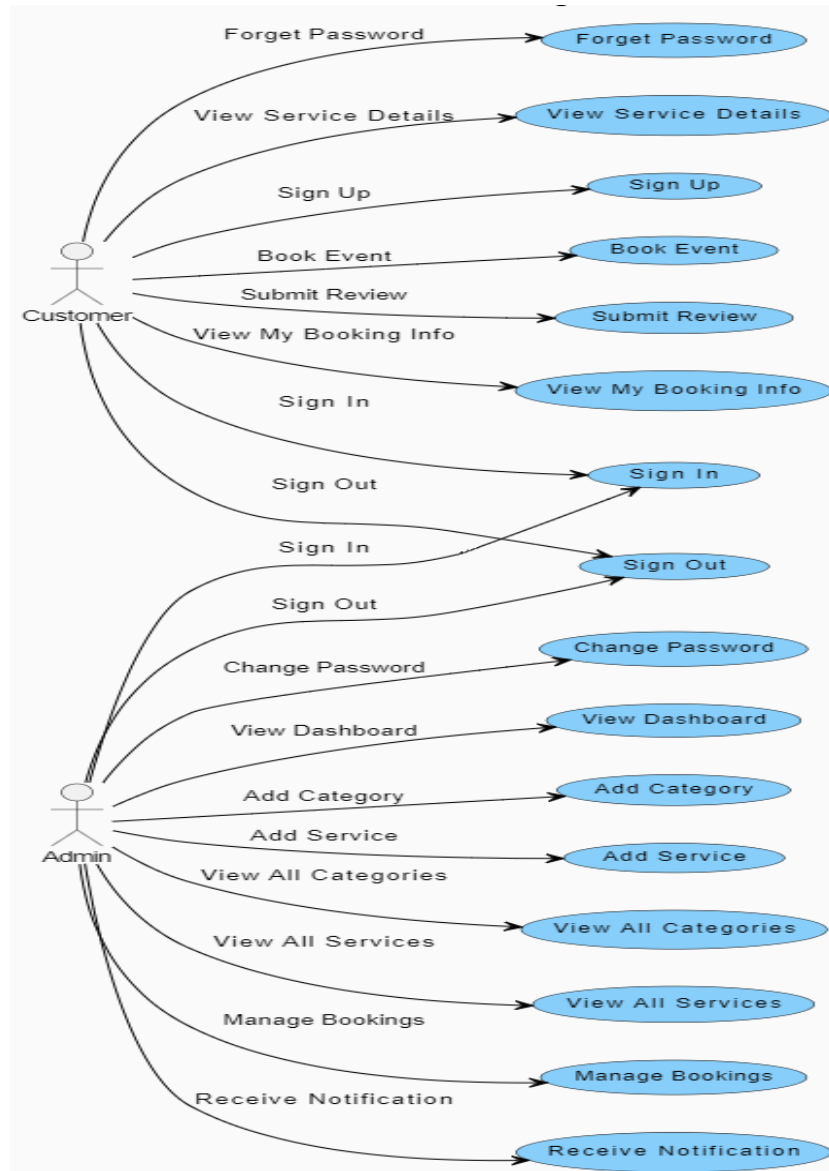 Forget Password
Forget Password
View Service Details
View Service Details
Sign Up
Sign Up
Book Event
Book Event
Submit Review
Submit Review
Customer
View My Booking Info
View My Booking Info
Sign In
Sign In
Sign Out
Sign In
Sign Out
Sign Out
Change Password
Change Password
View Dashboard
View Dashboard
Add Category
Add Category
Add Service
Admin
Add Service
View All Categories
View All Categories
View All Services
View All Services
Manage Bookings
Manage Bookings
Receive Notification
Receive Notification